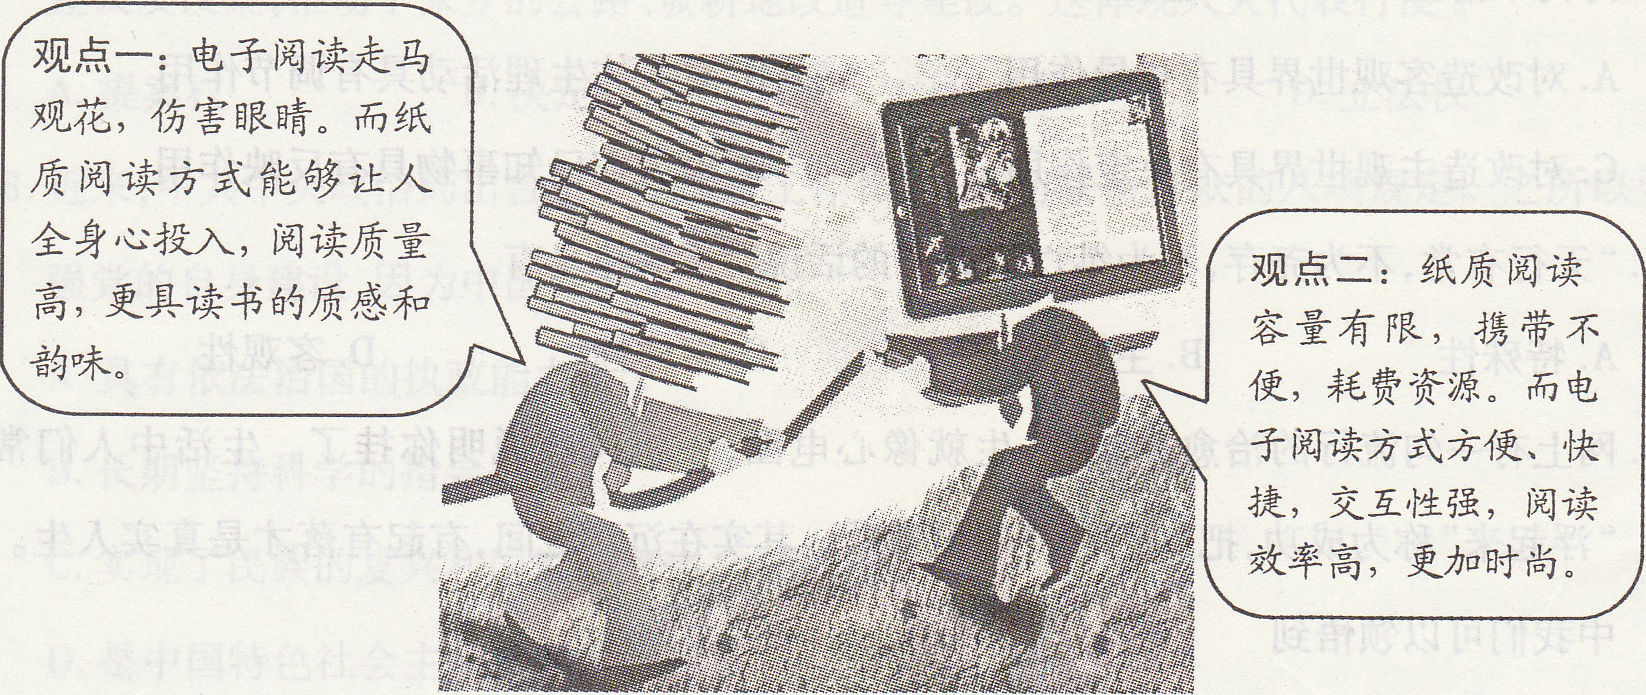 观点一：电子阅读走马
观花，伤害眼睛。而纸
质阅读方式能够让人
全身心投入，阅读质量
高，更具读书的质感和
韵味。
观点二：纸质阅读
容量有限，携带不
便，耗费资源。而电
子阅读方式方便、快
捷，交互性强，阅读
效率高，更加时尚。